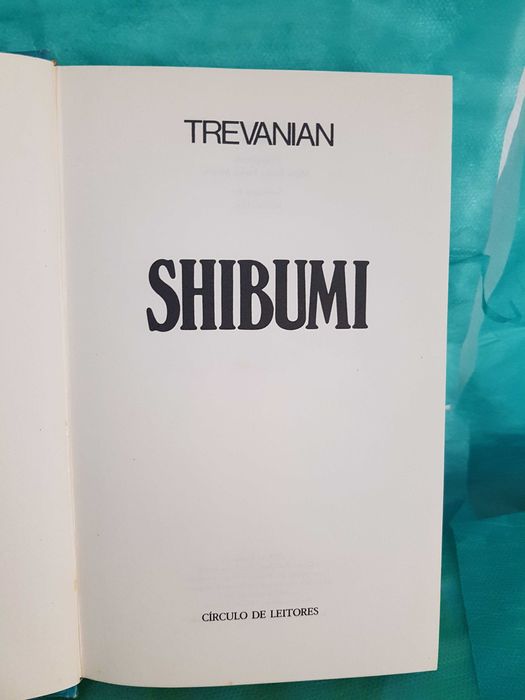 TREVANIAN
SHIBUMI
CÍRCULO DE LEITORES